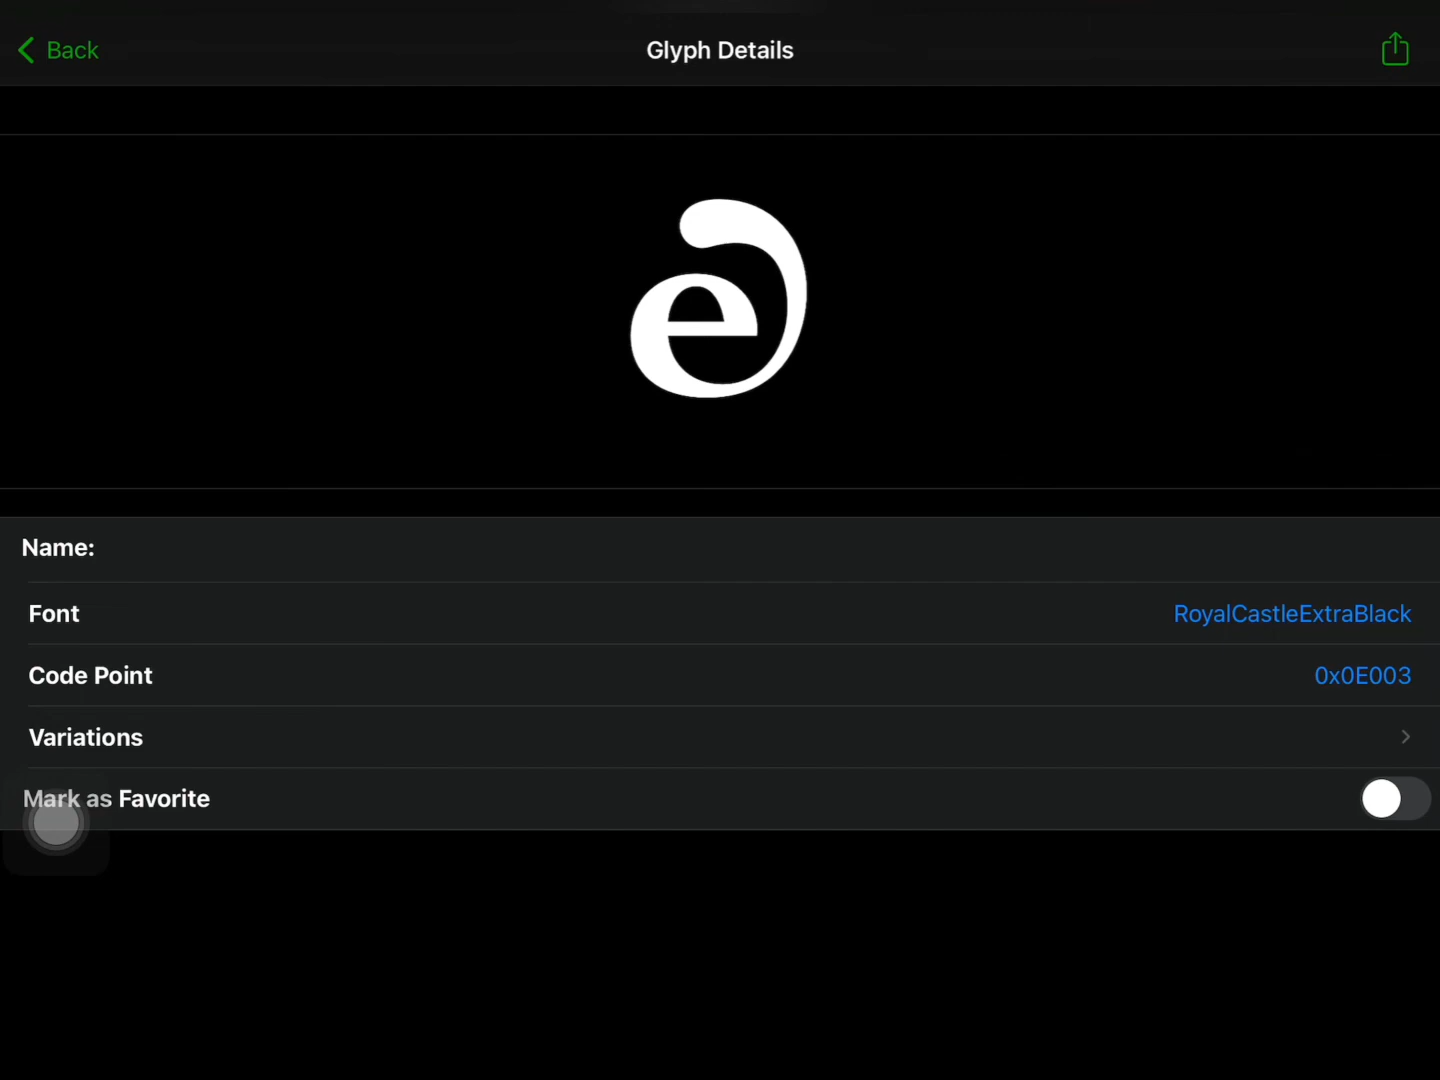 Back
Glyph Details
e
Name:
Font
RoyalCastleExtraBlack
Code Point
0x0E003
Variations
Mark as Favorite